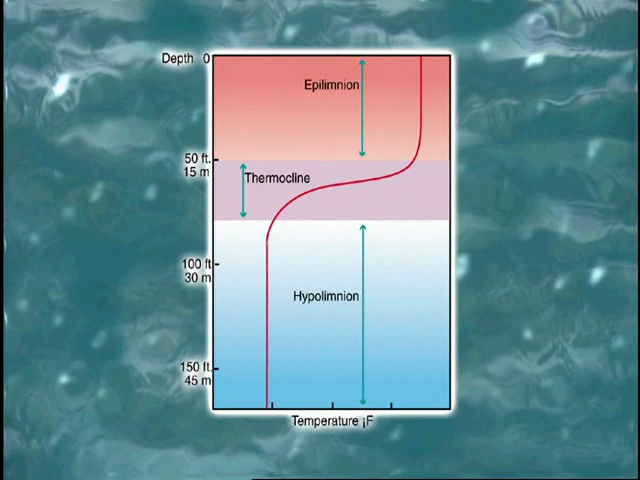 Depth 0
Epilimnion
50 ft.
15 m
Thermocline
100 ft
30 m
Hypolimnion
150 ft.
45 m
Temperature ¡F